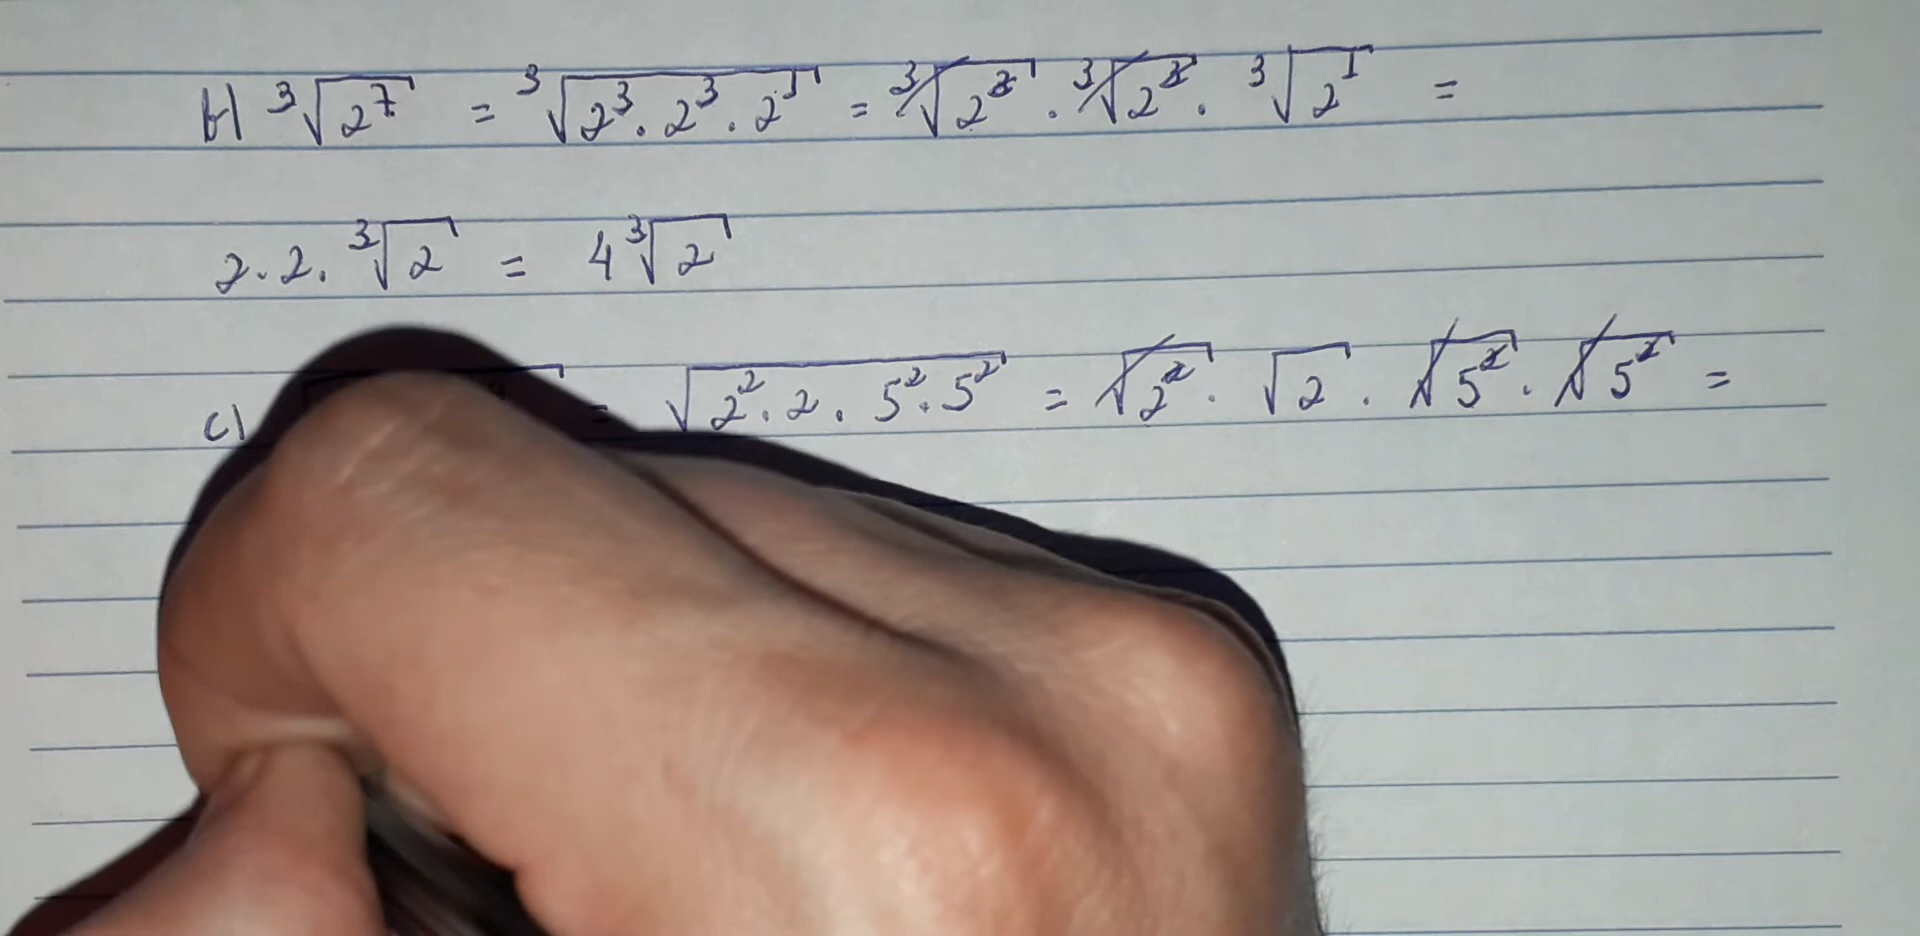 b) ³√2⁷ = ³√2³.2³.2¹ = ³√2³ . ³√2³ . ³√2¹ =
2.2.³√2 = 4³√2
c) = √2².2.5².5² = √2² . √2 . √5² . √5² =